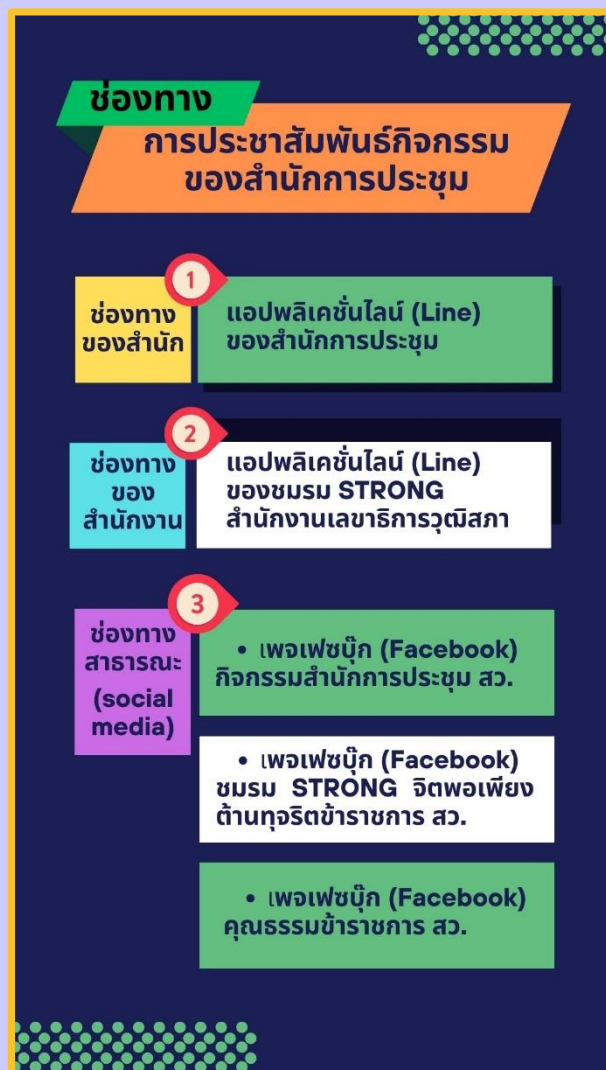 ช่องทาง
การประชาสัมพันธ์กิจกรรม
ของสำนักการประชุม
1
ช่องทาง
ของสำนัก
แอปพลิเคชั่นไลน์ (Line)
ของสำนักการประชุม
2
ช่องทาง
ของ
สำนักงาน
แอปพลิเคชั่นไลน์ (Line)
ของชมรม STRONG
สำนักงานเลขาธิการวุฒิสภา
3
ช่องทาง
สาธารณะ
(social
media)
• เพจเฟซบุ๊ก (Facebook)
กิจกรรมสำนักการประชุม สว.
• เพจเฟซบุ๊ก (Facebook)
ชมรม STRONG จิตพอเพียง
ต้านทุจริตข้าราชการ สว.
• เพจเฟซบุ๊ก (Facebook)
คุณธรรมข้าราชการ สว.